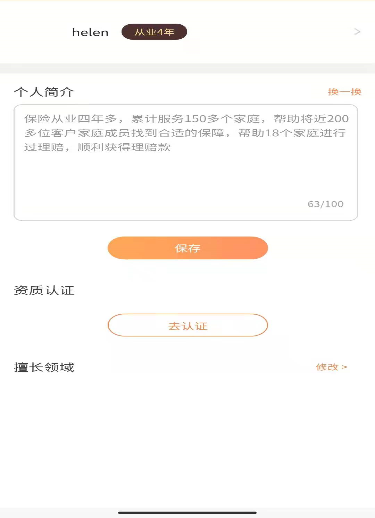 helen 从业4年 >
个人简介 换一换
保险从业四年多，累计服务150多个家庭，帮助将近200
多位客户家庭成员找到合适的保障，帮助18个家庭进行
过理赔，顺利获得理赔款
63/100
保存
资质认证
去认证
擅长领域 修改 >